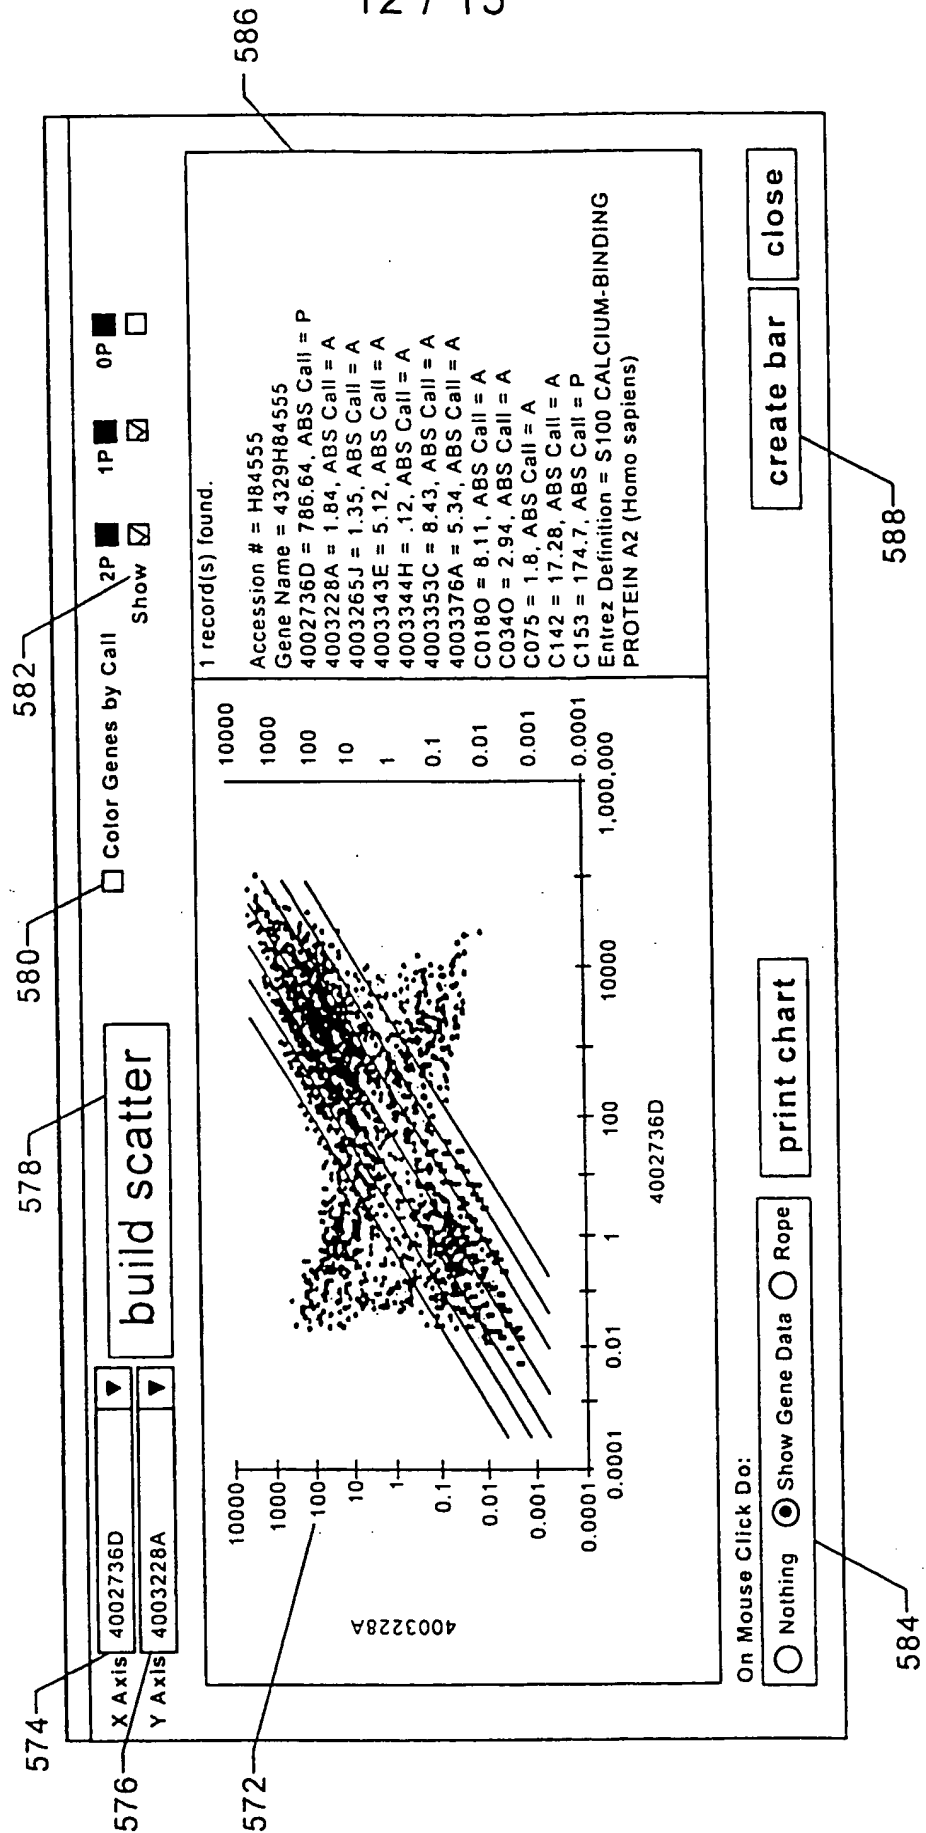 12 / 15
574
576
572
578
580
582
586
X Axis 4002736D
Y Axis 4003228A
build scatter
Color Genes by Call
2P
1P
0P
Show
10000
1000
100
10
1
0.1
0.01
0.001
0.0001
4003228A
10000
1000
100
10
1
0.1
0.01
0.001
0.0001
0.0001
0.01
1
100
10000
1,000,000
4002736D
1 record(s) found.
Accession # = H84555
Gene Name = 4329H84555
4002736D = 786.64, ABS Call = P
4003228A = 1.84, ABS Call = A
4003265J = 1.35, ABS Call = A
4003343E = 5.12, ABS Call = A
4003344H = .12, ABS Call = A
4003353C = 8.43, ABS Call = A
4003376A = 5.34, ABS Call = A
C018O = 8.11, ABS Call = A
C034O = 2.94, ABS Call = A
C075 = 1.8, ABS Call = A
C142 = 17.28, ABS Call = A
C153 = 174.7, ABS Call = P
Entrez Definition = S100 CALCIUM-BINDING
PROTEIN A2 (Homo sapiens)
On Mouse Click Do:
Nothing
Show Gene Data
Rope
print chart
create bar
close
584
588